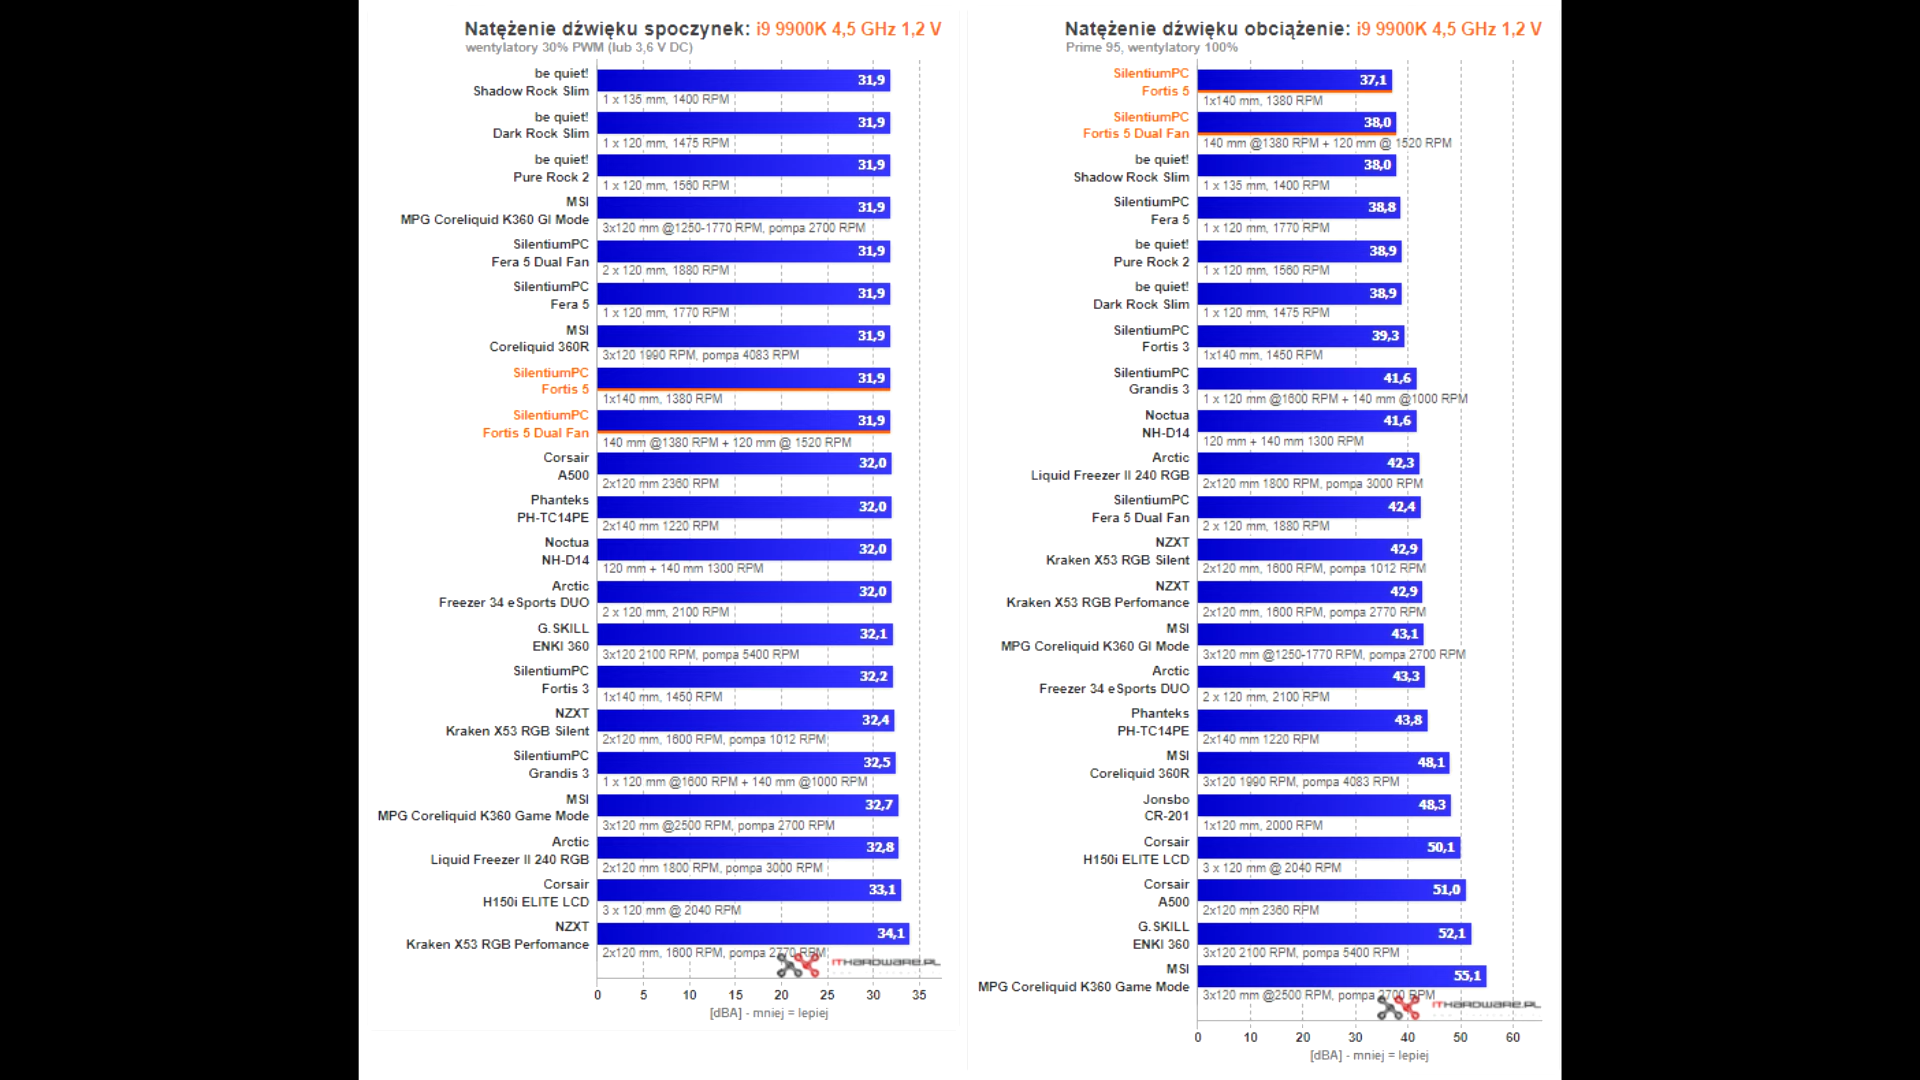 Natężenie dźwięku spoczynek: i9 9900K 4,5 GHz 1,2 V
wentylatory 30% PWM (lub 3,6 V DC)
be quiet!
Shadow Rock Slim
31,9
1 x 135 mm, 1400 RPM
be quiet!
Dark Rock Slim
31,9
1 x 120 mm, 1475 RPM
be quiet!
Pure Rock 2
31,9
1 x 120 mm, 1560 RPM
MSI
MPG Coreliquid K360 GI Mode
31,9
3x120 mm @1250-1770 RPM, pompa 2700 RPM
SilentiumPC
Fera 5 Dual Fan
31,9
2 x 120 mm, 1880 RPM
SilentiumPC
Fera 5
31,9
1 x 120 mm, 1770 RPM
MSI
Coreliquid 360R
31,9
3x120 1990 RPM, pompa 4083 RPM
SilentiumPC
Fortis 5
31,9
1x140 mm, 1380 RPM
SilentiumPC
Fortis 5 Dual Fan
31,9
140 mm @1380 RPM + 120 mm @ 1520 RPM
Corsair
A500
32,0
2x120 mm 2360 RPM
Phanteks
PH-TC14PE
32,0
2x140 mm 1220 RPM
Noctua
NH-D14
32,0
120 mm + 140 mm 1300 RPM
Arctic
Freezer 34 eSports DUO
32,0
2 x 120 mm, 2100 RPM
G.SKILL
ENKI 360
32,1
3x120 2100 RPM, pompa 5400 RPM
SilentiumPC
Fortis 3
32,2
1x140 mm, 1450 RPM
NZXT
Kraken X53 RGB Silent
32,4
2x120 mm, 1600 RPM, pompa 1012 RPM
SilentiumPC
Grandis 3
32,5
1 x 120 mm @1600 RPM + 140 mm @1000 RPM
MSI
MPG Coreliquid K360 Game Mode
32,7
3x120 mm @2500 RPM, pompa 2700 RPM
Arctic
Liquid Freezer II 240 RGB
32,8
2x120 mm 1800 RPM, pompa 3000 RPM
Corsair
H150i ELITE LCD
33,1
3 x 120 mm @ 2040 RPM
NZXT
Kraken X53 RGB Perfomance
34,1
2x120 mm, 1600 RPM, pompa 2770 RPM
ITHARDWARE.PL
0 5 10 15 20 25 30 35
[dBA] - mniej = lepiej
Natężenie dźwięku obciążenie: i9 9900K 4,5 GHz 1,2 V
Prime 95, wentylatory 100%
SilentiumPC
Fortis 5
37,1
1x140 mm, 1380 RPM
SilentiumPC
Fortis 5 Dual Fan
38,0
140 mm @1380 RPM + 120 mm @ 1520 RPM
be quiet!
Shadow Rock Slim
38,0
1 x 135 mm, 1400 RPM
SilentiumPC
Fera 5
38,8
1 x 120 mm, 1770 RPM
be quiet!
Pure Rock 2
38,9
1 x 120 mm, 1560 RPM
be quiet!
Dark Rock Slim
38,9
1 x 120 mm, 1475 RPM
SilentiumPC
Fortis 3
39,3
1x140 mm, 1450 RPM
SilentiumPC
Grandis 3
41,6
1 x 120 mm @1600 RPM + 140 mm @1000 RPM
Noctua
NH-D14
41,6
120 mm + 140 mm 1300 RPM
Arctic
Liquid Freezer II 240 RGB
42,3
2x120 mm 1800 RPM, pompa 3000 RPM
SilentiumPC
Fera 5 Dual Fan
42,4
2 x 120 mm, 1880 RPM
NZXT
Kraken X53 RGB Silent
42,9
2x120 mm, 1600 RPM, pompa 1012 RPM
NZXT
Kraken X53 RGB Perfomance
42,9
2x120 mm, 1600 RPM, pompa 2770 RPM
MSI
MPG Coreliquid K360 GI Mode
43,1
3x120 mm @1250-1770 RPM, pompa 2700 RPM
Arctic
Freezer 34 eSports DUO
43,3
2 x 120 mm, 2100 RPM
Phanteks
PH-TC14PE
43,8
2x140 mm 1220 RPM
MSI
Coreliquid 360R
48,1
3x120 1990 RPM, pompa 4083 RPM
Jonsbo
CR-201
48,3
1x120 mm, 2000 RPM
Corsair
H150i ELITE LCD
50,1
3 x 120 mm @ 2040 RPM
Corsair
A500
51,0
2x120 mm 2360 RPM
G.SKILL
ENKI 360
52,1
3x120 2100 RPM, pompa 5400 RPM
MSI
MPG Coreliquid K360 Game Mode
55,1
3x120 mm @2500 RPM, pompa 2700 RPM
ITHARDWARE.PL
0 10 20 30 40 50 60
[dBA] - mniej = lepiej